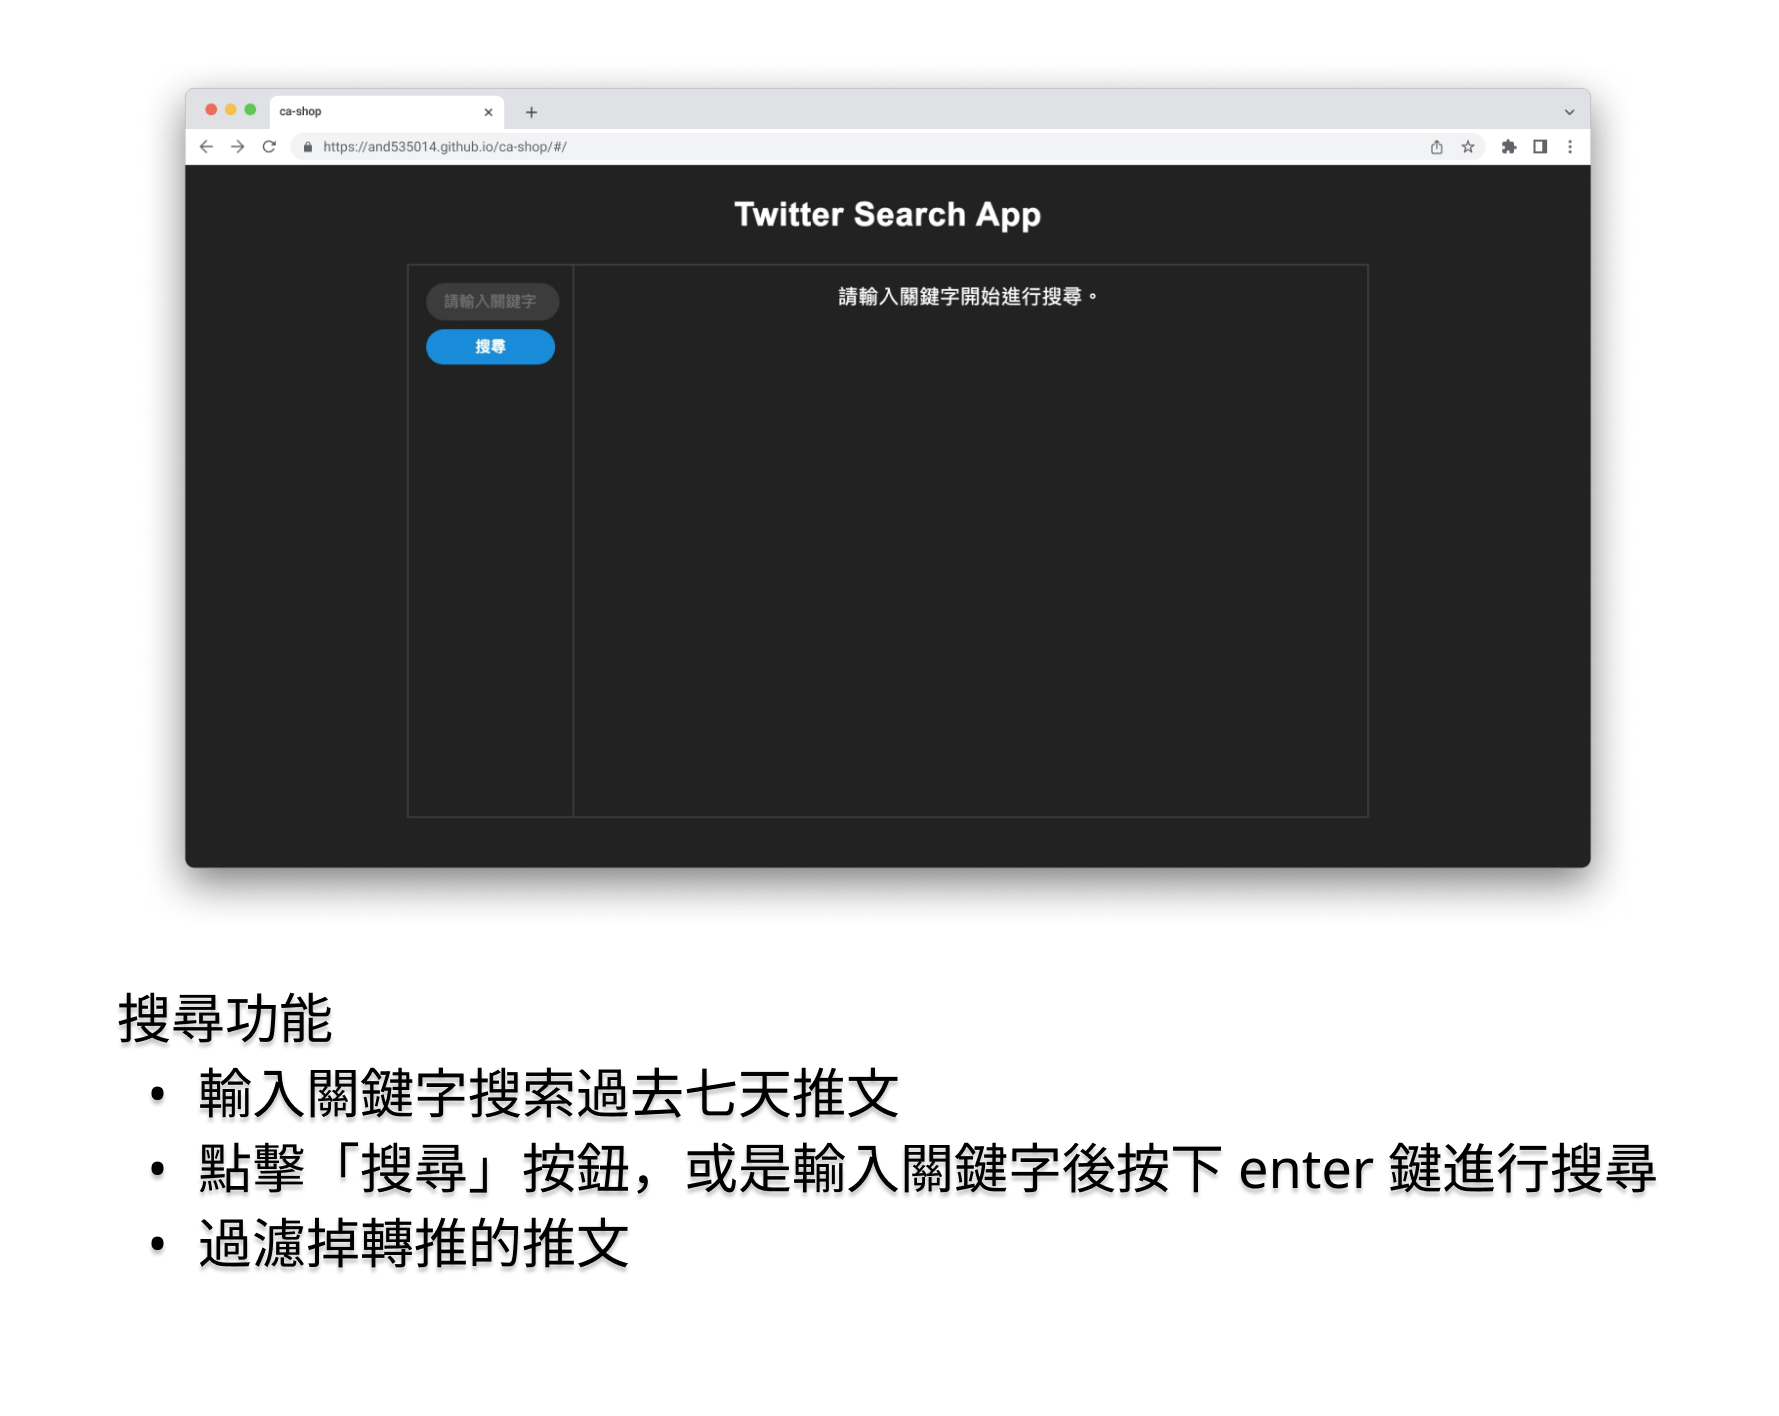 ca-shop
https://and535014.github.io/ca-shop/#/
Twitter Search App
請輸入關鍵字
請輸入關鍵字開始進行搜尋。
搜尋
搜尋功能
• 輸入關鍵字搜索過去七天推文
• 點擊「搜尋」按鈕，或是輸入關鍵字後按下 enter 鍵進行搜尋
• 過濾掉轉推的推文